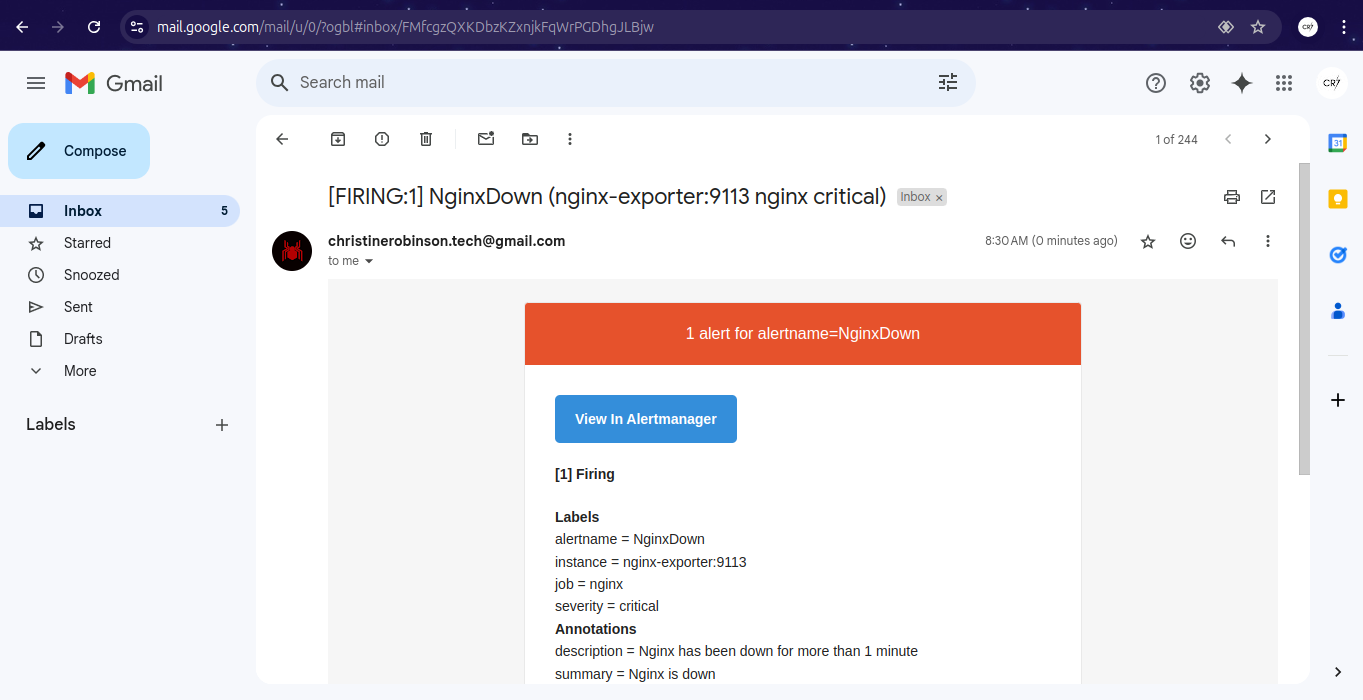 mail.google.com/mail/u/0/?ogbl#inbox/FMfcgzQXKDbzKZxnjkFqWrPGDhgJLBjw
CR7
Gmail
Search mail
CR7
Compose
1 of 244
31
Inbox 5
Starred
Snoozed
Sent
Drafts
More
Labels
[FIRING:1] NginxDown (nginx-exporter:9113 nginx critical) Inbox ×
christinerobinson.tech@gmail.com 8:30 AM (0 minutes ago)
to me
1 alert for alertname=NginxDown
View In Alertmanager
[1] Firing
Labels
alertname = NginxDown
instance = nginx-exporter:9113
job = nginx
severity = critical
Annotations
description = Nginx has been down for more than 1 minute
summary = Nginx is down